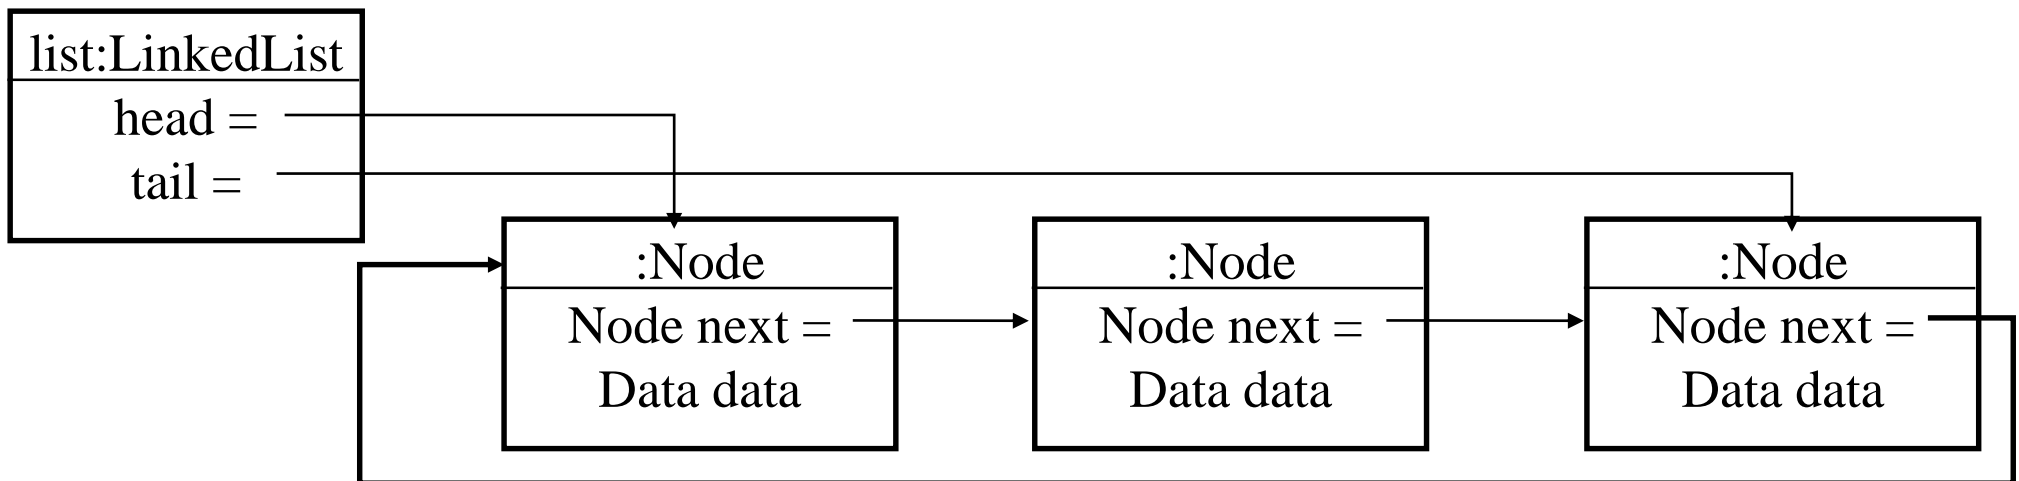 list:LinkedList
head =
tail =
:Node
Node next =
Data data
:Node
Node next =
Data data
:Node
Node next =
Data data